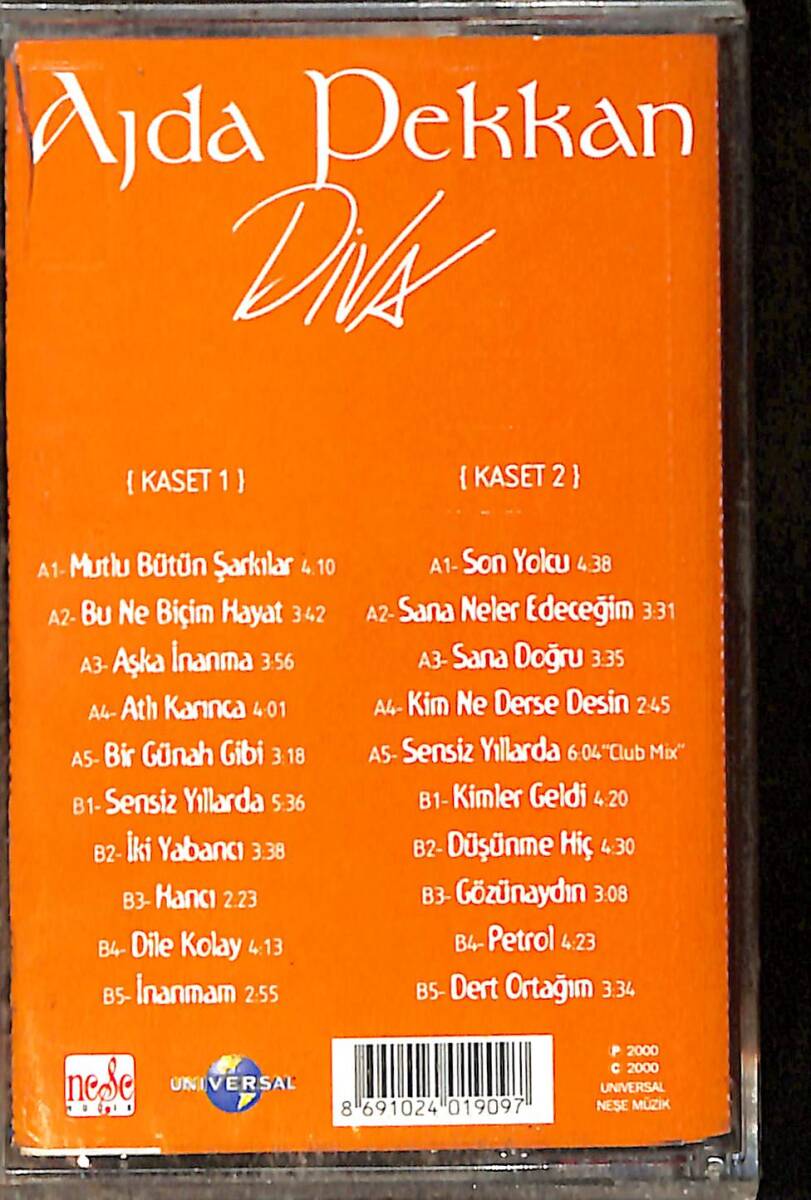 Ajda Pekkan
DİVA
{ KASET 1 }
A1- Mutlu Bütün Şarkılar 4:10
A2- Bu Ne Biçim Hayat 3:42
A3- Aşka İnanma 3:56
A4- Atlı Karınca 4:01
A5- Bir Günah Gibi 3:18
B1- Sensiz Yıllarda 5:36
B2- İki Yabancı 3:38
B3- Hancı 2:23
B4- Dile Kolay 4:13
B5- İnanmam 2:55
{ KASET 2 }
A1- Son Yolcu 4:38
A2- Sana Neler Edeceğim 3:31
A3- Sana Doğru 3:35
A4- Kim Ne Derse Desin 2:45
A5- Sensiz Yıllarda 6:04 "Club Mix"
B1- Kimler Geldi 4:20
B2- Düşünme Hiç 4:30
B3- Gözünaydın 3:08
B4- Petrol 4:23
B5- Dert Ortağım 3:34
neşe
MÜZİK
UNIVERSAL
8 691024 019097
P 2000
C 2000
UNIVERSAL
NEŞE MÜZİK